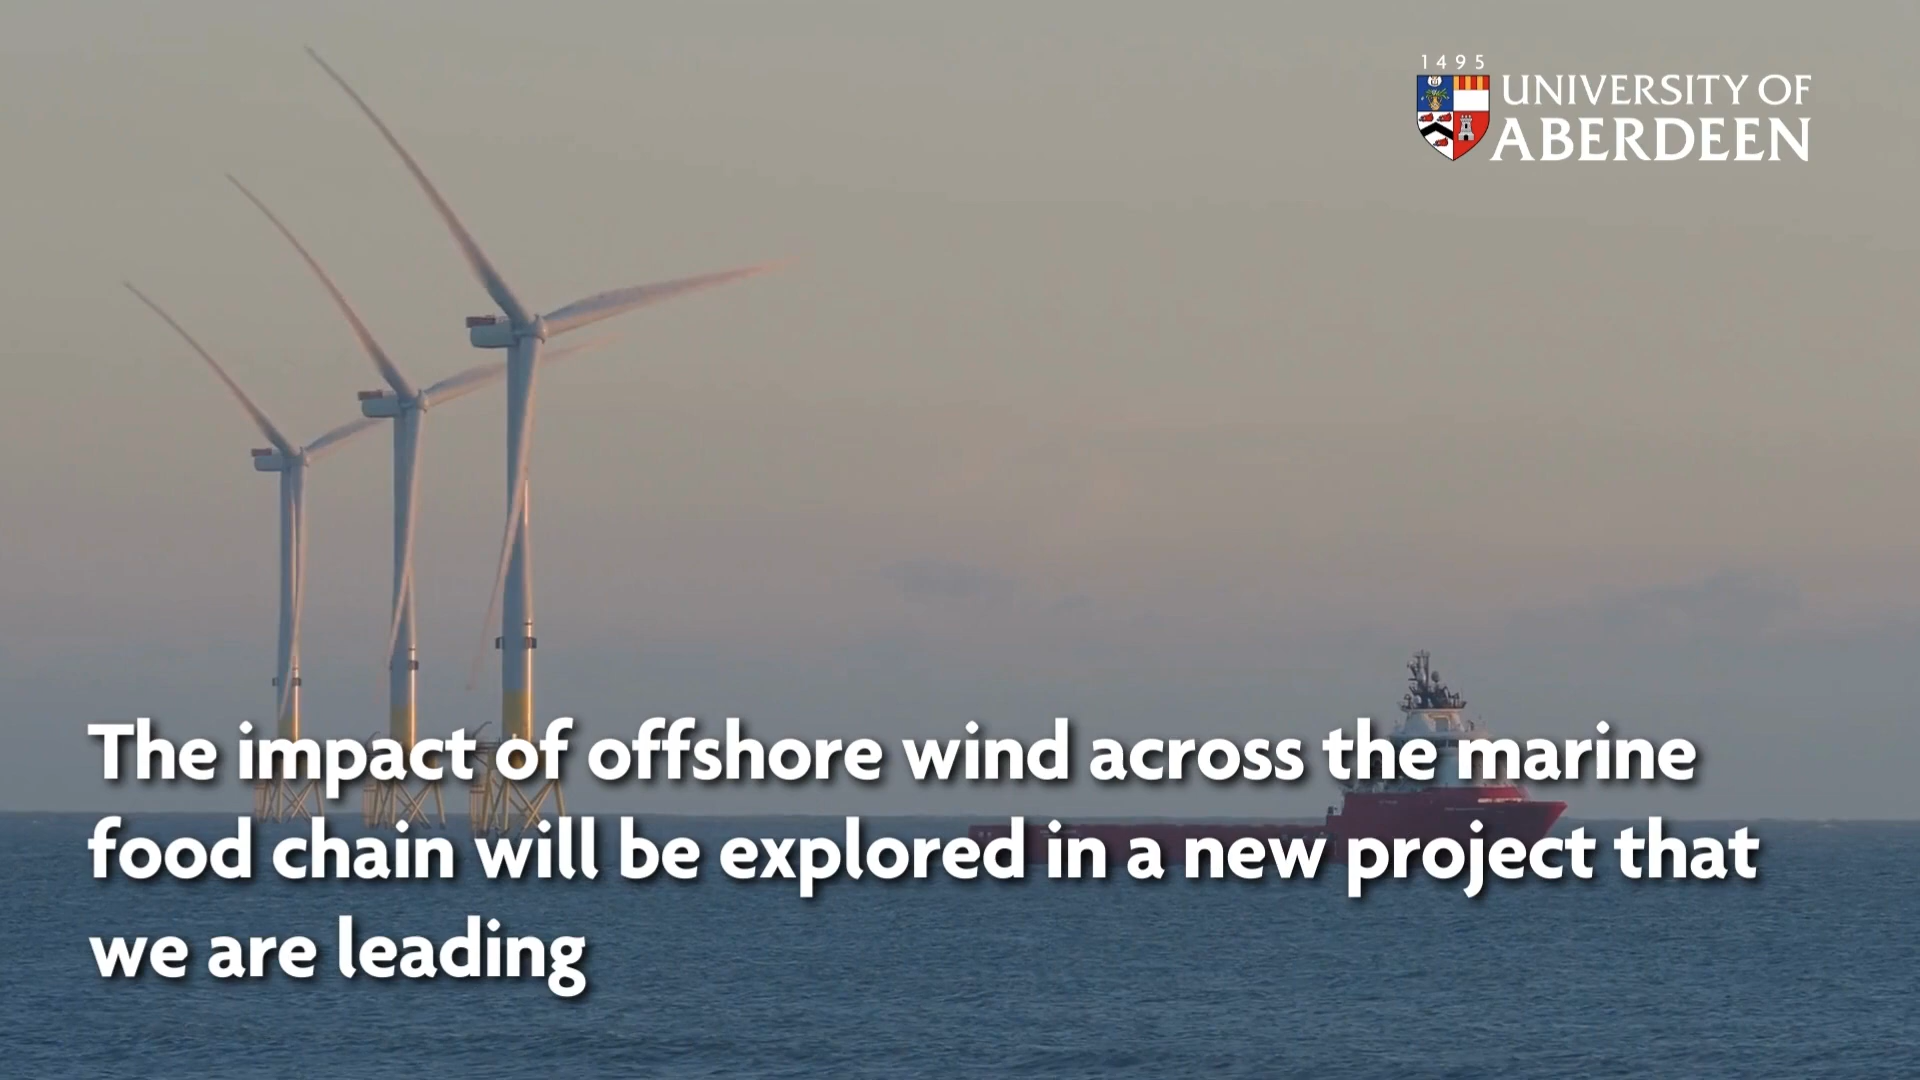 1495
UNIVERSITY OF
ABERDEEN
The impact of offshore wind across the marine
food chain will be explored in a new project that
we are leading